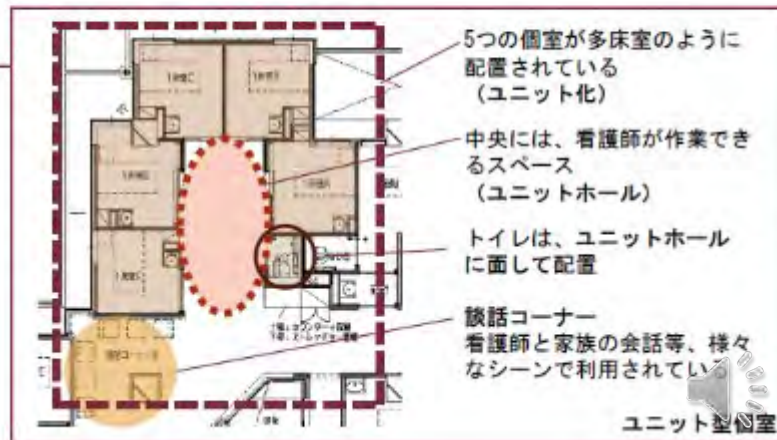 5つの個室が多床室のように
配置されている
（ユニット化）
中央には、看護師が作業でき
るスペース
（ユニットホール）
トイレは、ユニットホール
に面して配置
談話コーナー
看護師と家族の会話等、様々
なシーンで利用されている
ユニット型個室